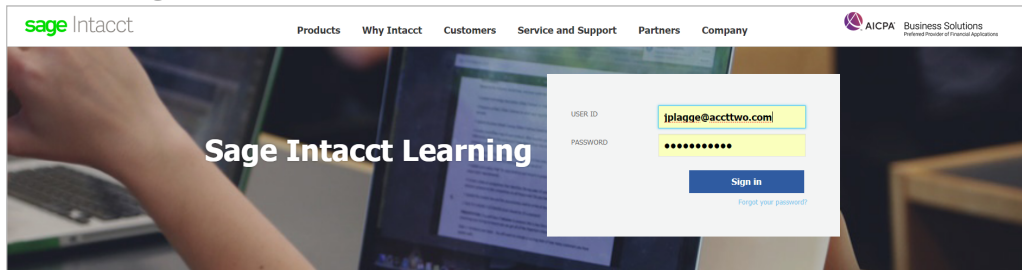 sage Intacct
Products Why Intacct Customers Service and Support Partners Company
AICPA Business Solutions
Preferred Provider of Financial Applications
USER ID jplagge@accttwo.com
Sage Intacct Learning
PASSWORD ●●●●●●●●●●●
Sign in
Forgot your password?